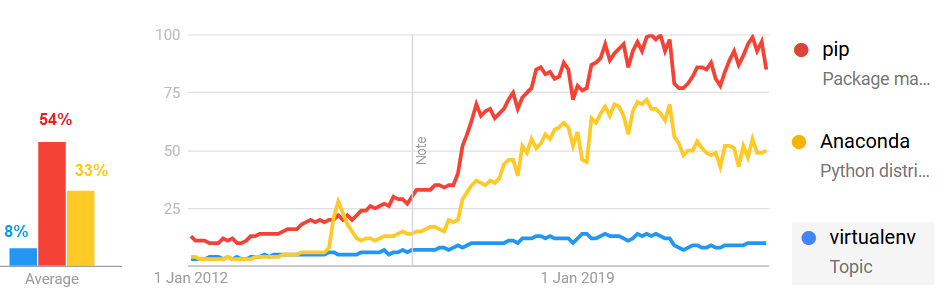 100
75
50
25
Note
1 Jan 2012
1 Jan 2019
54%
33%
8%
Average
pip
Package ma...
Anaconda
Python distri...
virtualenv
Topic